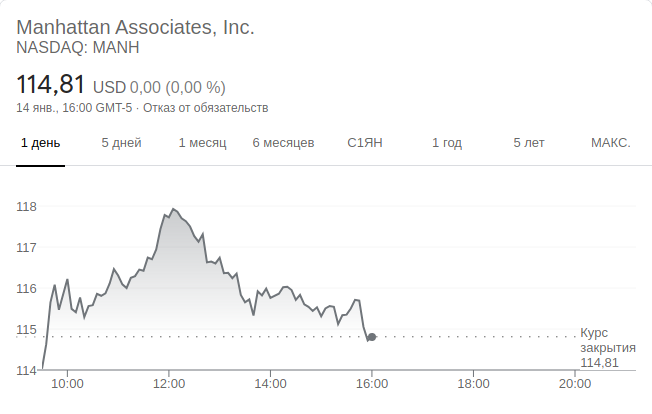 Manhattan Associates, Inc.
NASDAQ: MANH
114,81 USD 0,00 (0,00 %)
14 янв., 16:00 GMT-5 · Отказ от обязательств
1 день 5 дней 1 месяц 6 месяцев С1ЯН 1 год 5 лет МАКС.
118
117
116
115
114
Курс
закрытия
114,81
10:00 12:00 14:00 16:00 18:00 20:00